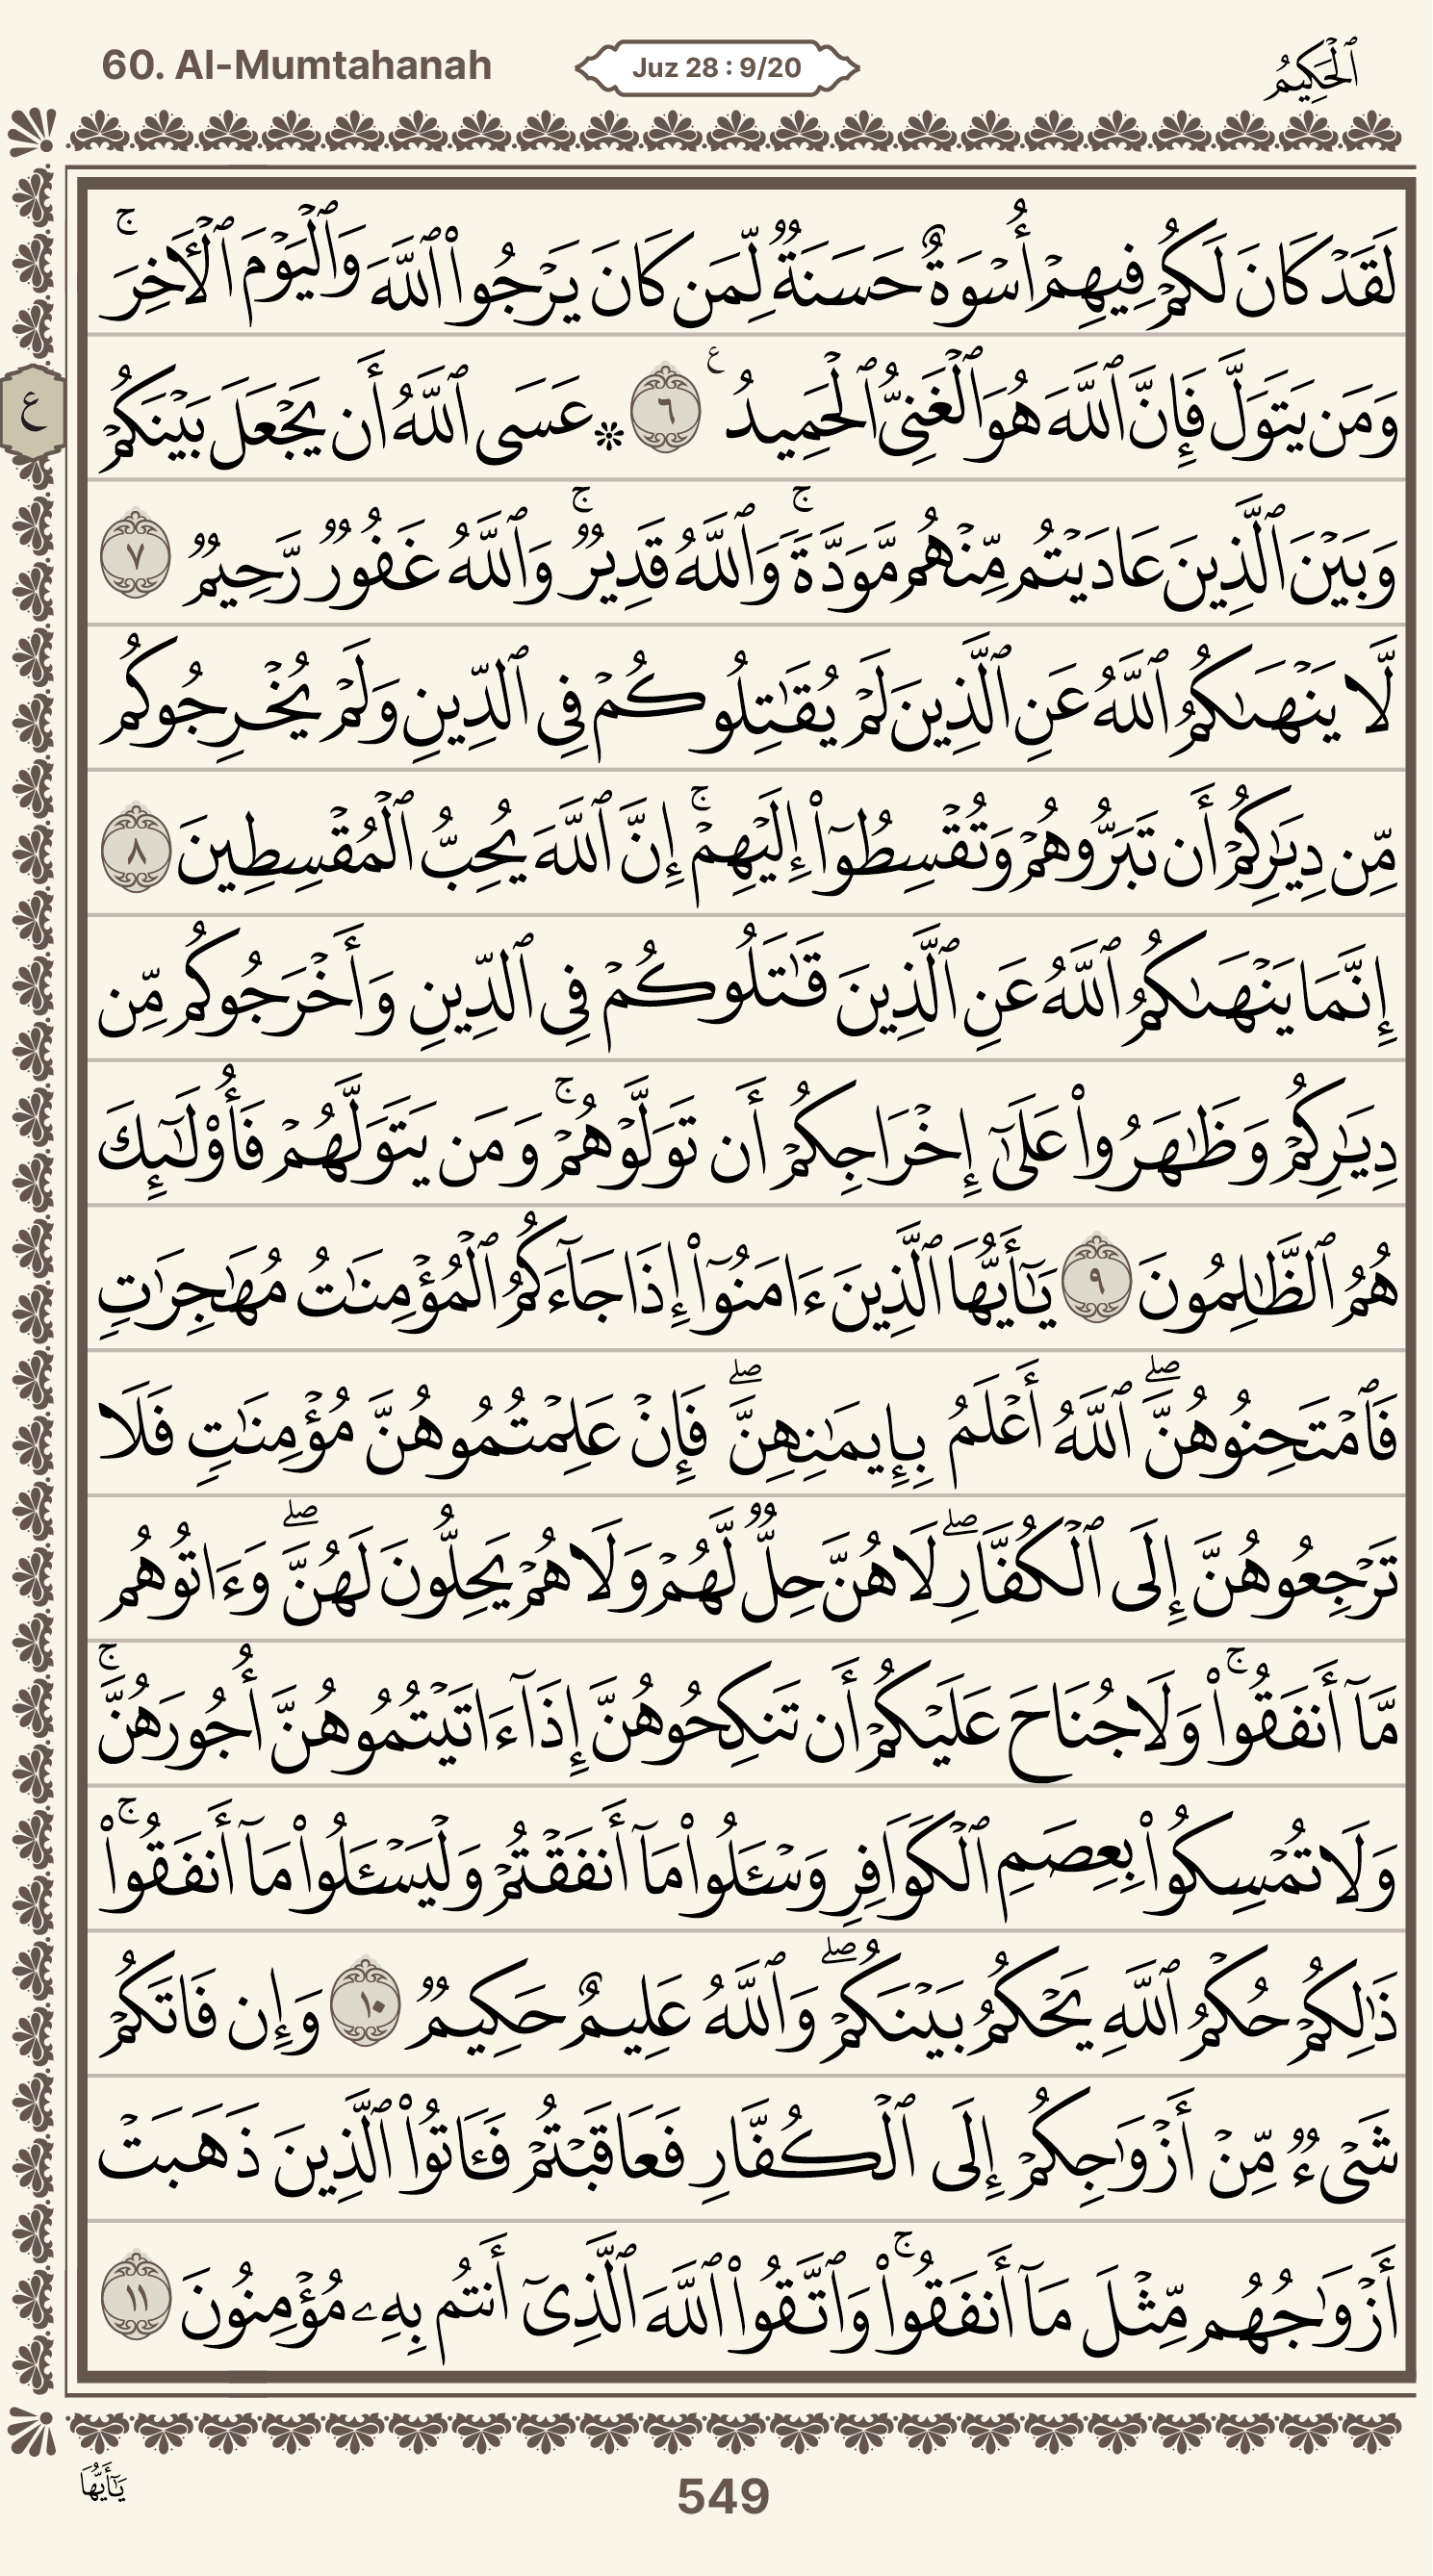 60. Al-Mumtahanah
Juz 28 : 9/20
ٱلْحَكِيمُ
لَقَدْ كَانَ لَكُمْ فِيهِمْ أُسْوَةٌ حَسَنَةٌ لِّمَن كَانَ يَرْجُوا۟ ٱللَّهَ وَٱلْيَوْمَ ٱلْـَٔاخِرَ ۚ
وَمَن يَتَوَلَّ فَإِنَّ ٱللَّهَ هُوَ ٱلْغَنِىُّ ٱلْحَمِيدُ ٦ ۞ عَسَى ٱللَّهُ أَن يَجْعَلَ بَيْنَكُمْ
ع
وَبَيْنَ ٱلَّذِينَ عَادَيْتُم مِّنْهُم مَّوَدَّةً ۚ وَٱللَّهُ قَدِيرٌ ۚ وَٱللَّهُ غَفُورٌ رَّحِيمٌ ٧
لَّا يَنْهَىٰكُمُ ٱللَّهُ عَنِ ٱلَّذِينَ لَمْ يُقَـٰتِلُوكُمْ فِى ٱلدِّينِ وَلَمْ يُخْرِجُوكُم
مِّن دِيَـٰرِكُمْ أَن تَبَرُّوهُمْ وَتُقْسِطُوٓا۟ إِلَيْهِمْ ۚ إِنَّ ٱللَّهَ يُحِبُّ ٱلْمُقْسِطِينَ ٨
إِنَّمَا يَنْهَىٰكُمُ ٱللَّهُ عَنِ ٱلَّذِينَ قَـٰتَلُوكُمْ فِى ٱلدِّينِ وَأَخْرَجُوكُم مِّن
دِيَـٰرِكُمْ وَظَـٰهَرُوا۟ عَلَىٰٓ إِخْرَاجِكُمْ أَن تَوَلَّوْهُمْ ۚ وَمَن يَتَوَلَّهُمْ فَأُو۟لَـٰٓئِكَ
هُمُ ٱلظَّـٰلِمُونَ ٩ يَـٰٓأَيُّهَا ٱلَّذِينَ ءَامَنُوٓا۟ إِذَا جَآءَكُمُ ٱلْمُؤْمِنَـٰتُ مُهَـٰجِرَٰتٍ
فَٱمْتَحِنُوهُنَّ ۖ ٱللَّهُ أَعْلَمُ بِإِيمَـٰنِهِنَّ ۖ فَإِنْ عَلِمْتُمُوهُنَّ مُؤْمِنَـٰتٍ فَلَا
تَرْجِعُوهُنَّ إِلَى ٱلْكُفَّارِ ۖ لَا هُنَّ حِلٌّ لَّهُمْ وَلَا هُمْ يَحِلُّونَ لَهُنَّ ۖ وَءَاتُوهُم
مَّآ أَنفَقُوا۟ ۚ وَلَا جُنَاحَ عَلَيْكُمْ أَن تَنكِحُوهُنَّ إِذَآ ءَاتَيْتُمُوهُنَّ أُجُورَهُنَّ ۚ
وَلَا تُمْسِكُوا۟ بِعِصَمِ ٱلْكَوَافِرِ وَسْـَٔلُوا۟ مَآ أَنفَقْتُمْ وَلْيَسْـَٔلُوا۟ مَآ أَنفَقُوا۟ ۚ
ذَٰلِكُمْ حُكْمُ ٱللَّهِ يَحْكُمُ بَيْنَكُمْ ۖ وَٱللَّهُ عَلِيمٌ حَكِيمٌ ١٠ وَإِن فَاتَكُمْ
شَىْءٌ مِّنْ أَزْوَٰجِكُمْ إِلَى ٱلْكُفَّارِ فَعَاقَبْتُمْ فَـَٔاتُوا۟ ٱلَّذِينَ ذَهَبَتْ
أَزْوَٰجُهُم مِّثْلَ مَآ أَنفَقُوا۟ ۚ وَٱتَّقُوا۟ ٱللَّهَ ٱلَّذِىٓ أَنتُم بِهِۦ مُؤْمِنُونَ ١١
يَـٰٓأَيُّهَا
549